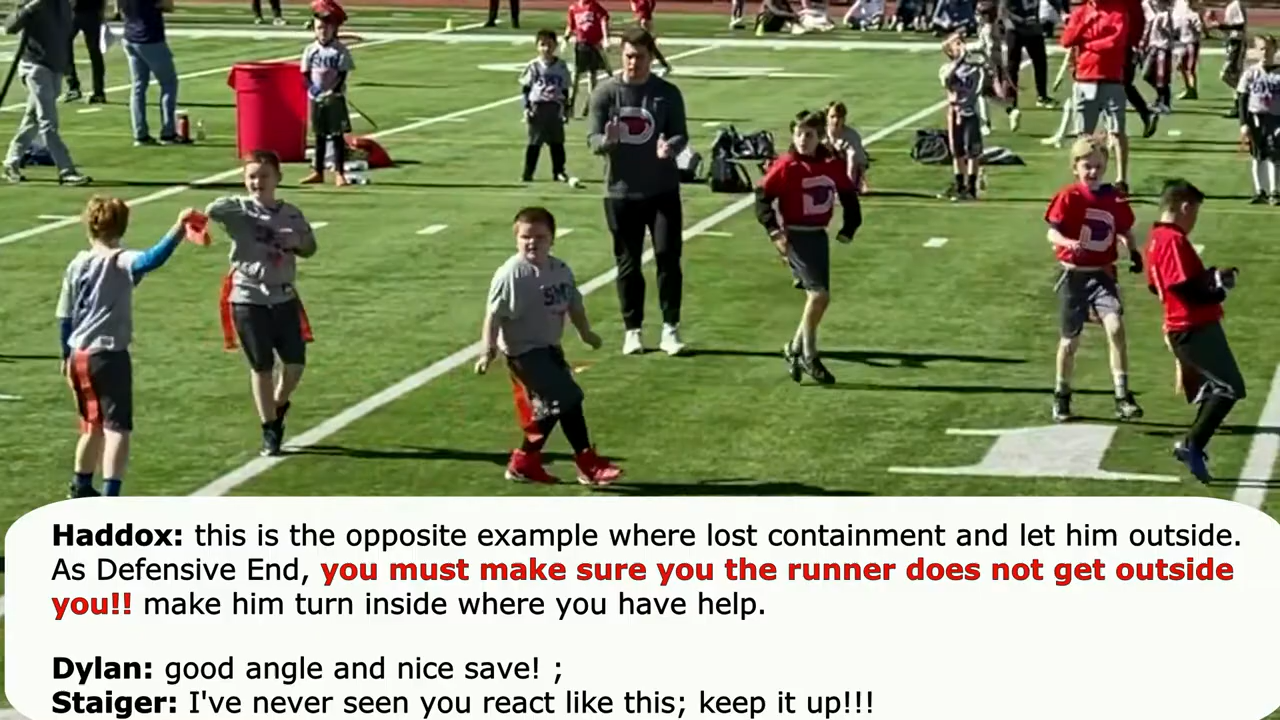 SM
Haddox: this is the opposite example where lost containment and let him outside.
As Defensive End, you must make sure you the runner does not get outside
you!! make him turn inside where you have help.
Dylan: good angle and nice save! ;
Staiger: I've never seen you react like this; keep it up!!!